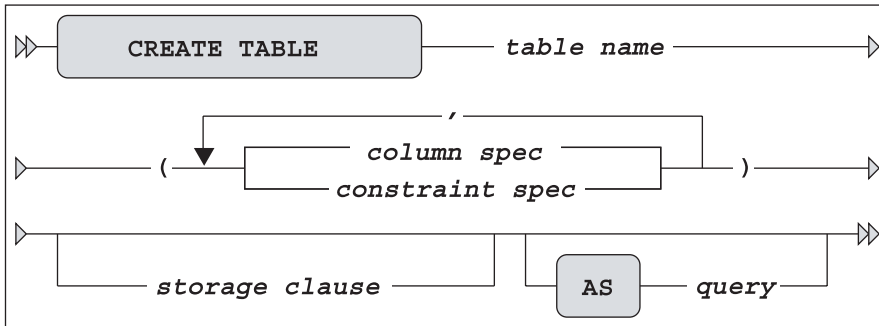 CREATE TABLE table name
,
( column spec )
constraint spec
storage clause AS query